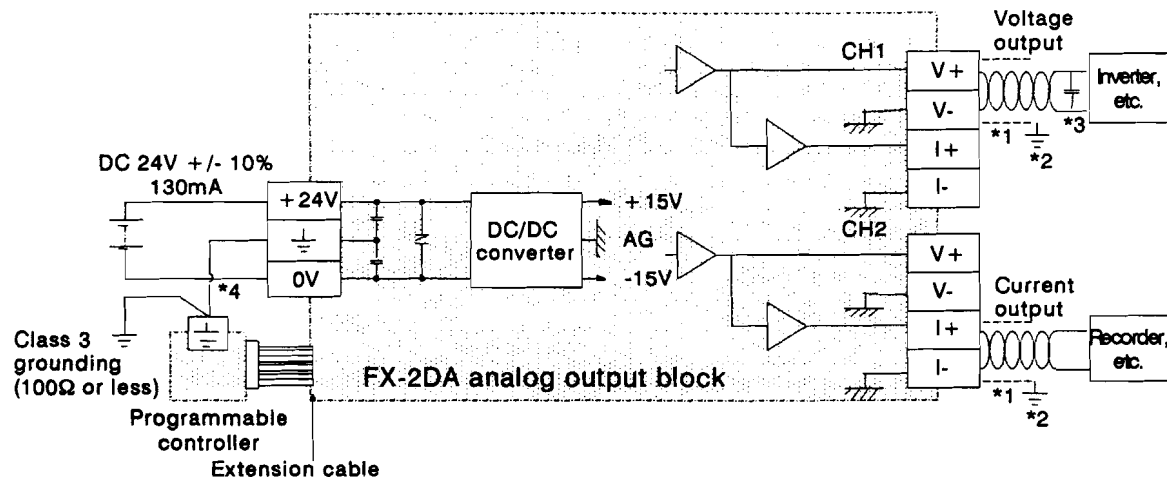 Voltage
output
CH1
V+
V-
I+
I-
Inverter,
etc.
*1
*2
*3
DC 24V +/- 10%
130mA
+24V
0V
*4
DC/DC
converter
+15V
AG
-15V
CH2
V+
V-
I+
I-
Current
output
Recorder,
etc.
*1
*2
Class 3
grounding
(100Ω or less)
FX-2DA analog output block
Programmable
controller
Extension cable